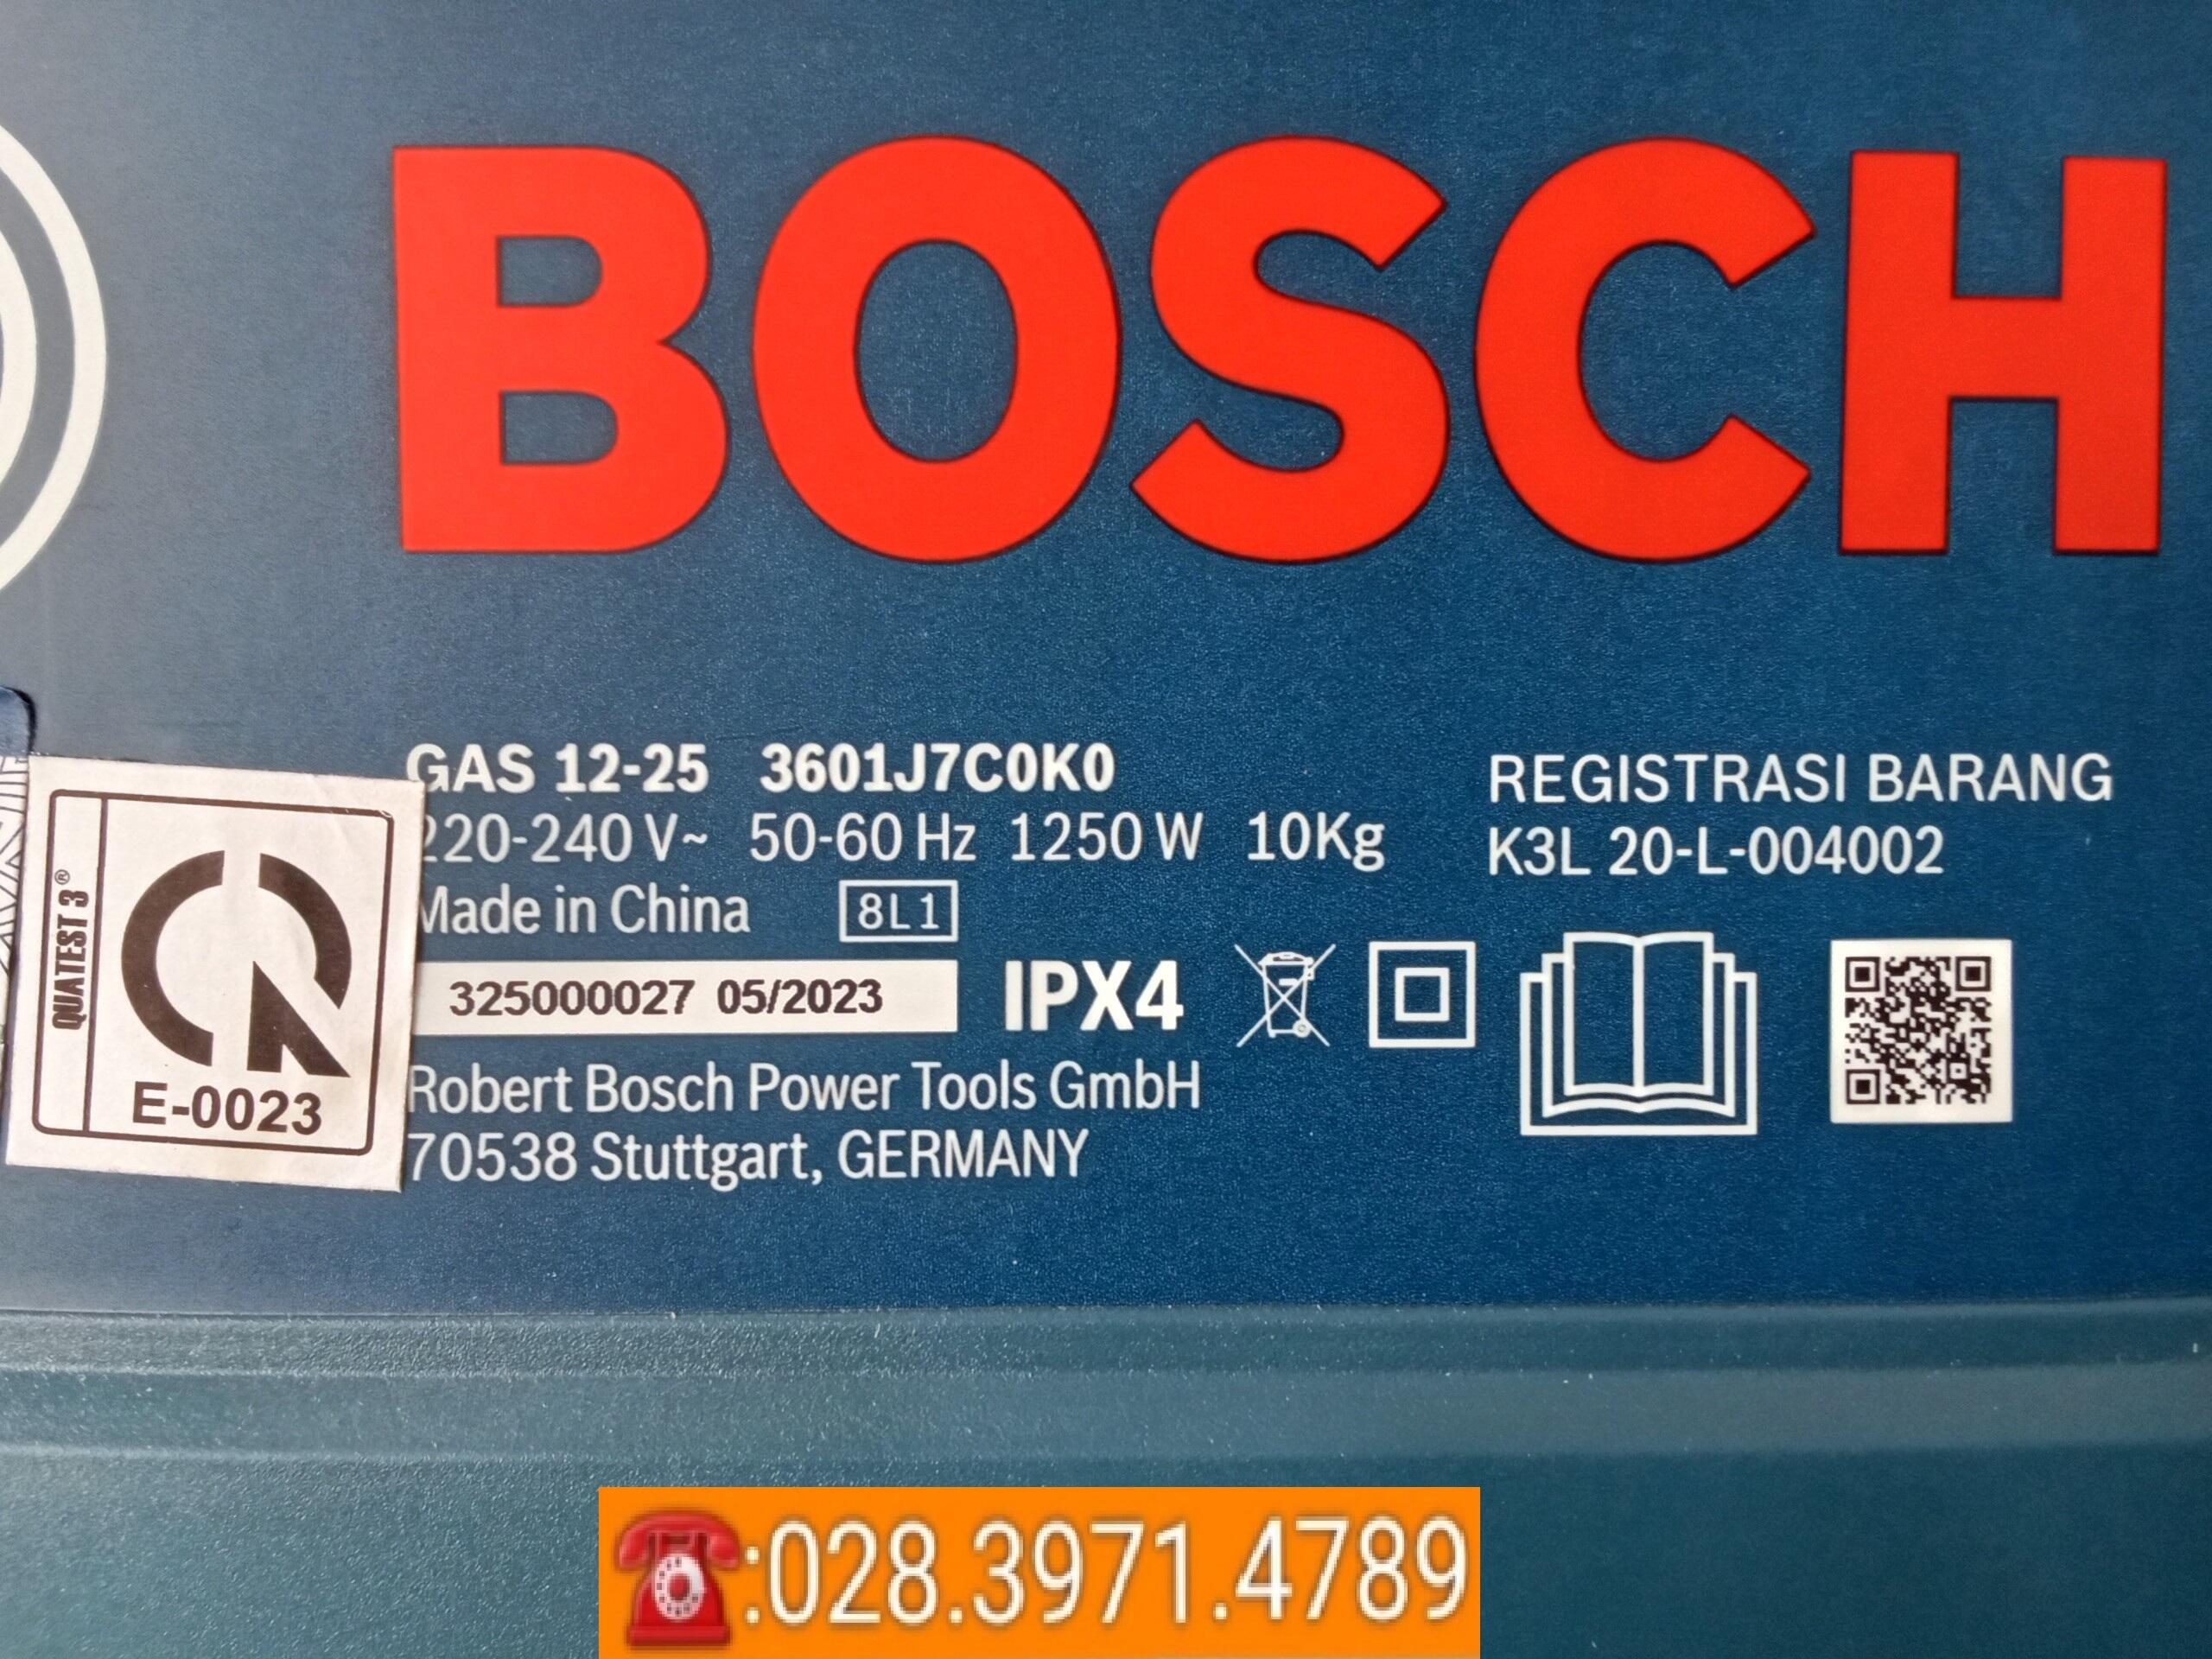 BOSCH
GAS 12-25 3601J7C0K0
220-240 V~ 50-60 Hz 1250 W 10Kg
Made in China 8L1
325000027 05/2023 IPX4
Robert Bosch Power Tools GmbH
70538 Stuttgart, GERMANY
REGISTRASI BARANG
K3L 20-L-004002
QUATEST 3®
E-0023
:028.3971.4789